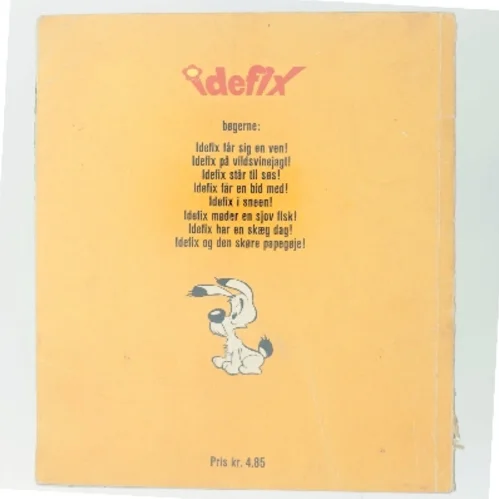 idefix
bøgerne:
Idefix får sig en ven!
Idefix på vildsvinejagt!
Idefix står til søs!
Idefix får en bid med!
Idefix i sneen!
Idefix møder en sjov fisk!
Idefix har en skæg dag!
Idefix og den skøre papegøje!
Pris kr. 4.85